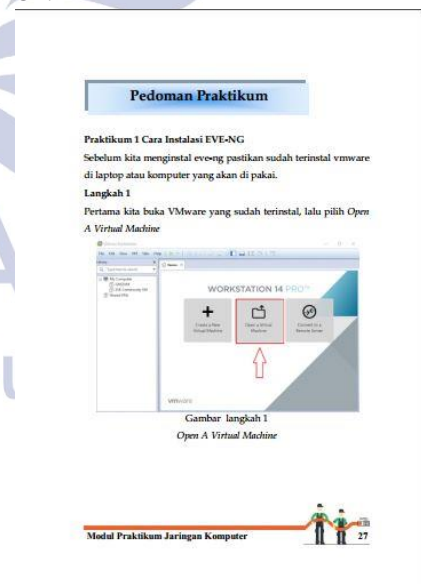 Pedoman Praktikum
Praktikum 1 Cara Instalasi EVE-NG
Sebelum kita menginstal eve-ng pastikan sudah terinstal vmware
di laptop atau komputer yang akan di pakai.
Langkah 1
Pertama kita buka VMware yang sudah terinstal, lalu pilih Open
A Virtual Machine
WORKSTATION 14 PRO™
Create a New
Virtual Machine
Open a Virtual
Machine
Connect to a
Remote Server
vmware
Gambar langkah 1
Open A Virtual Machine
Modul Praktikum Jaringan Komputer
27